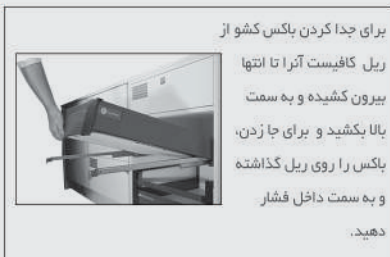 برای جدا کردن باکس کشو از
ریل کافیست آنرا تا انتها
بیرون کشیده و به سمت
بالا بکشید و برای جا زدن،
باکس را روی ریل گذاشته
و به سمت داخل فشار
دهید.